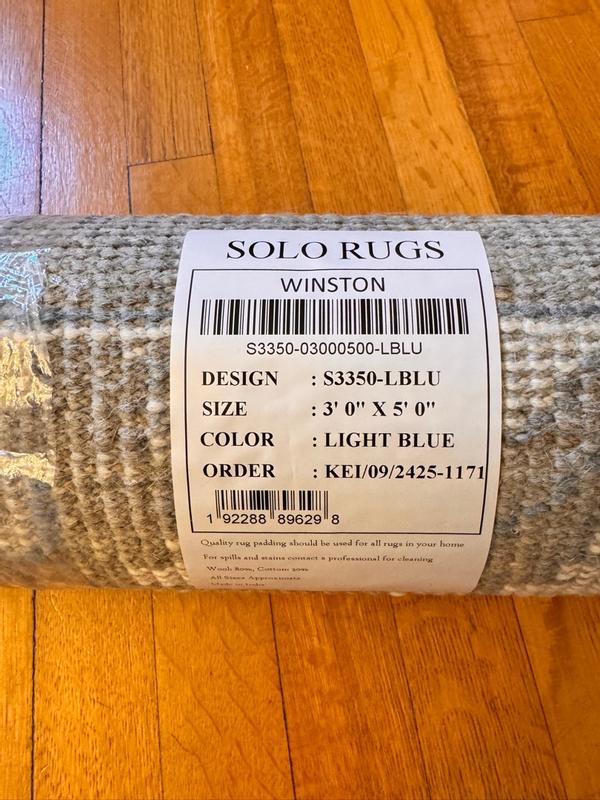 SOLO RUGS
WINSTON
S3350-03000500-LBLU
DESIGN : S3350-LBLU
SIZE : 3' 0" X 5' 0"
COLOR : LIGHT BLUE
ORDER : KEI/09/2425-1171
1 92288 89629 8
Quality rug padding should be used for all rugs in your home
For spills and stains contact a professional for cleaning
Wool: 80%, Cotton 20%
All Sizes Approximate
Made in India